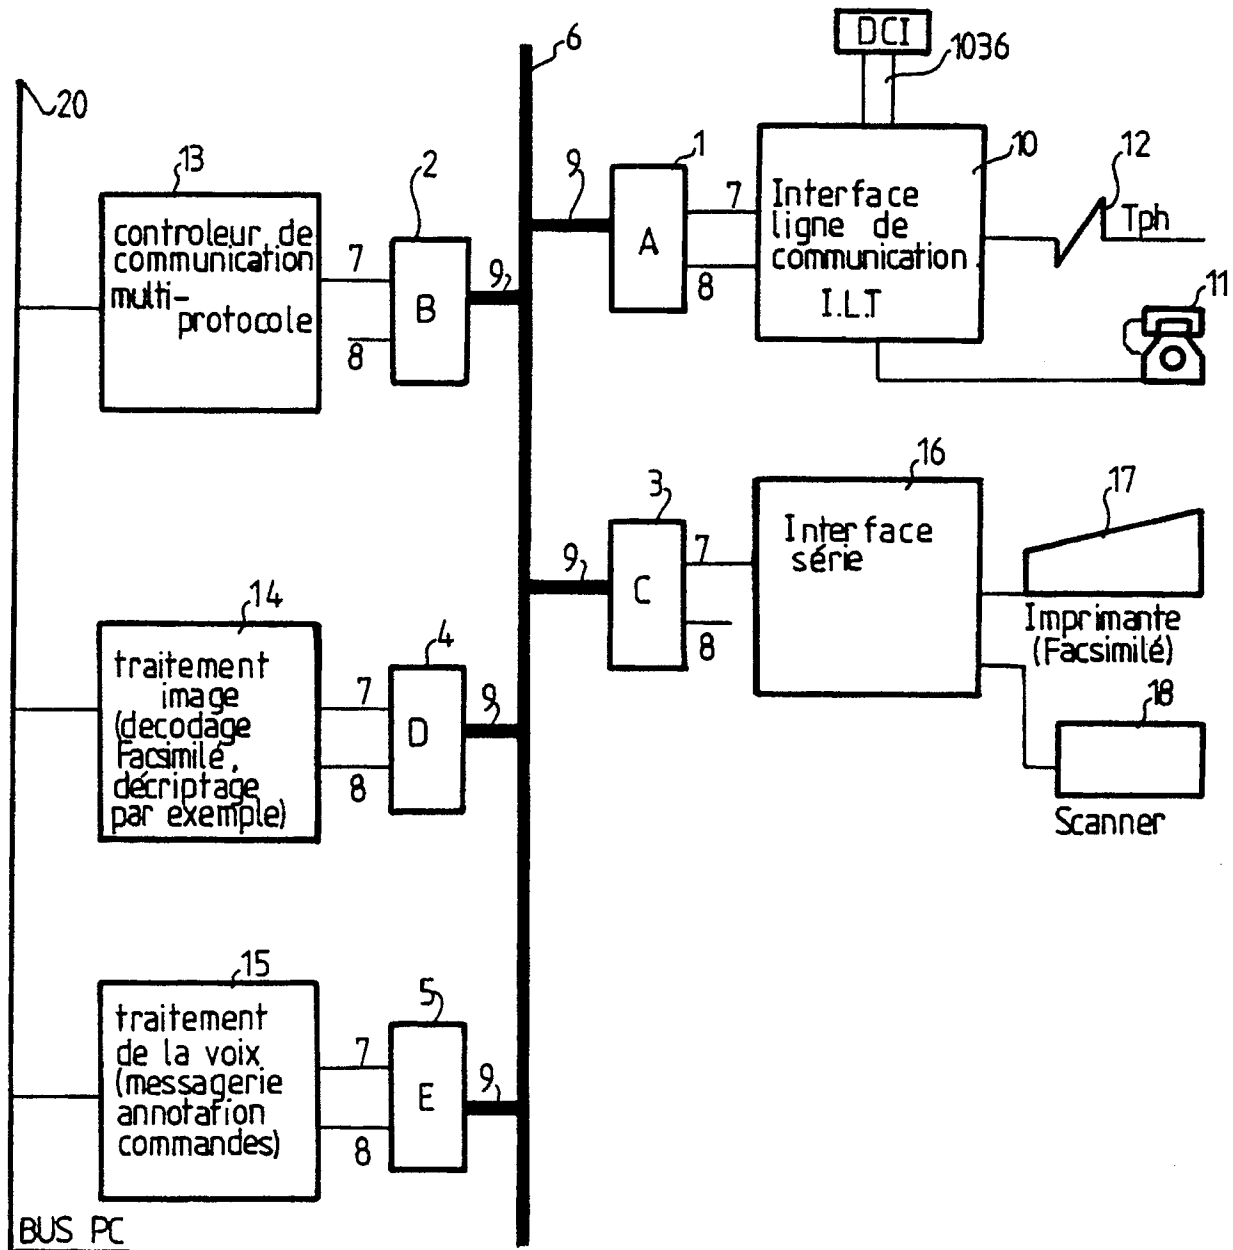 DCI
6
1036
20
1
10
12
13
2
9
7
Interface
ligne de
communication
I.L.T
Tph
A
8
11
controleur de
communication
multi-
protocole
7
9
B
8
16
17
3
Interface
série
9
7
C
8
Imprimante
(Facsimilé)
14
4
traitement
image
(decodage
Facsimilé,
décriptage
par exemple)
7
9
D
8
18
Scanner
15
5
traitement
de la voix
(messagerie
annotation
commandes)
7
9
E
8
BUS PC